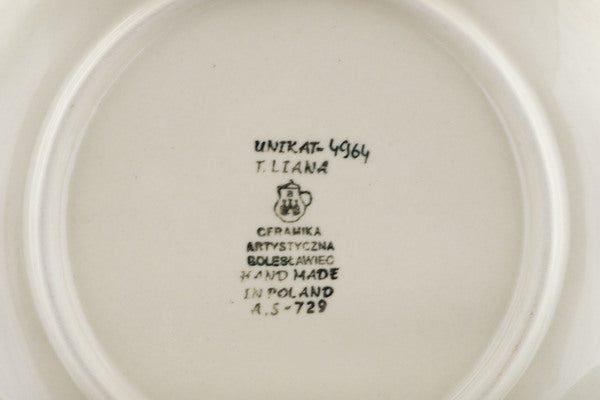 UNIKAT-4964
T. LIANA
B
CERAMIKA
ARTYSTYCZNA
BOLESŁAWIEC
HAND MADE
IN POLAND
A.S-729